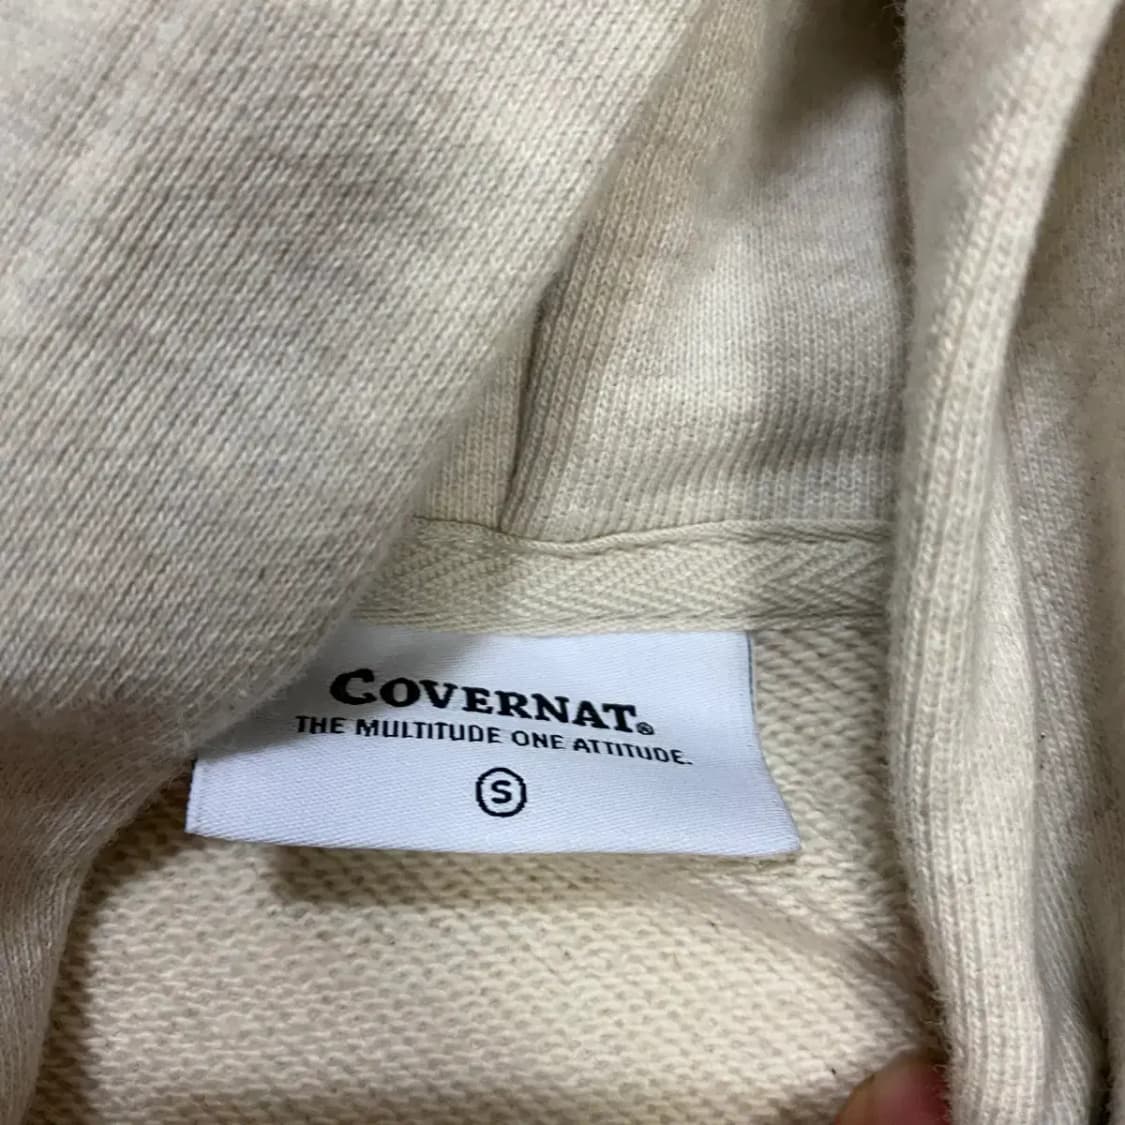 COVERNAT®
THE MULTITUDE ONE ATTITUDE.
S